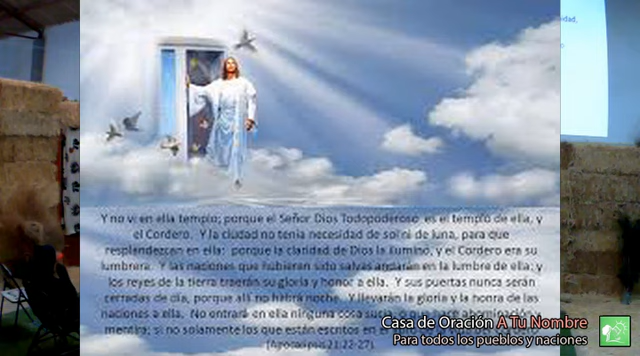 Y no vi en ella templo; porque el Señor Dios Todopoderoso es el templo de ella, y
el Cordero. Y la ciudad no tenía necesidad de sol ni de luna, para que
resplandezcan en ella: porque la claridad de Dios la iluminó, y el Cordero era su
lumbrera. Y las naciones que hubieren sido salvas andarán en la lumbre de ella; y
los reyes de la tierra traerán su gloria y honor a ella. Y sus puertas nunca serán
cerradas de día, porque allí no habrá noche. Y llevarán la gloria y la honra de las
naciones a ella. No entrará en ella ninguna cosa
mentira; si no solamente los que están escritos en
(Apocalipsis 21:22-27).
Casa de Oración A Tu Nombre
Para todos los pueblos y naciones